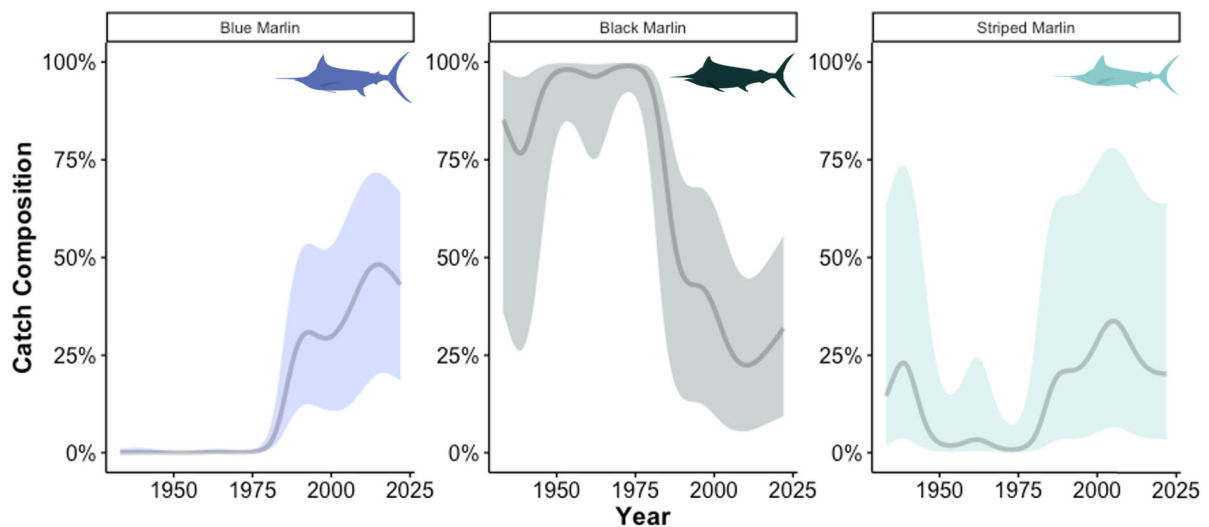 Blue Marlin Black Marlin Striped Marlin
100% 100% 100%
75% 75% 75%
50% 50% 50%
25% 25% 25%
0% 0% 0%
Catch Composition
1950 1975 2000 2025 1950 1975 2000 2025 1950 1975 2000 2025
Year